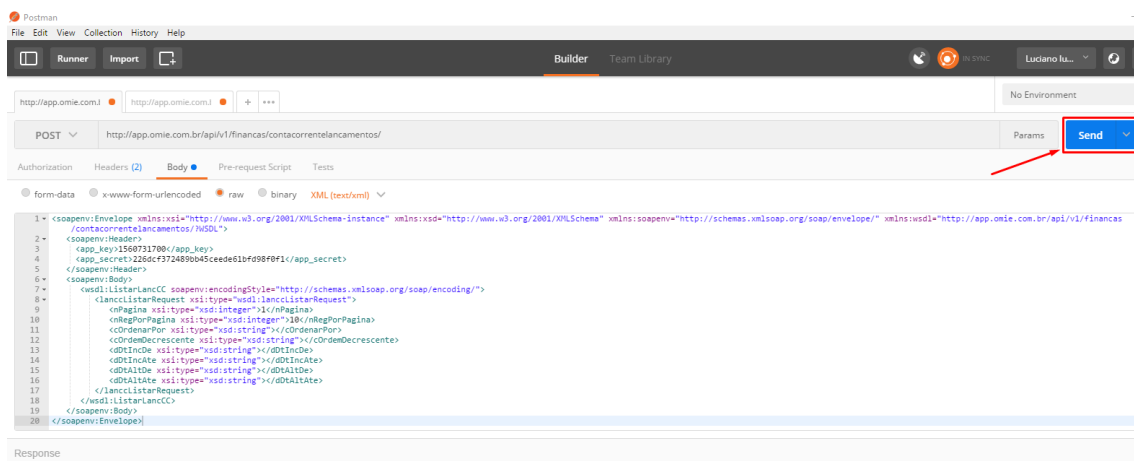 Postman
File Edit View Collection History Help
Runner Import Builder Team Library IN SYNC Luciano lu...
http://app.omie.com.l http://app.omie.com.l + ••• No Environment
POST http://app.omie.com.br/api/v1/financas/contacorrentelancamentos/ Params Send
Authorization Headers (2) Body Pre-request Script Tests
form-data x-www-form-urlencoded raw binary XML (text/xml)
1 <soapenv:Envelope xmlns:xsi="http://www.w3.org/2001/XMLSchema-instance" xmlns:xsd="http://www.w3.org/2001/XMLSchema" xmlns:soapenv="http://schemas.xmlsoap.org/soap/envelope/" xmlns:wsdl="http://app.omie.com.br/api/v1/financas
/contacorrentelancamentos/?WSDL">
2 <soapenv:Header>
3 <app_key>1560731700</app_key>
4 <app_secret>226dcf372489bb45ceede61bfd98f0f1</app_secret>
5 </soapenv:Header>
6 <soapenv:Body>
7 <wsdl:ListarLancCC soapenv:encodingStyle="http://schemas.xmlsoap.org/soap/encoding/">
8 <lanccListarRequest xsi:type="wsdl:lanccListarRequest">
9 <nPagina xsi:type="xsd:integer">1</nPagina>
10 <nRegPorPagina xsi:type="xsd:integer">10</nRegPorPagina>
11 <cOrdenarPor xsi:type="xsd:string"></cOrdenarPor>
12 <cOrdemDecrescente xsi:type="xsd:string"></cOrdemDecrescente>
13 <dDtIncDe xsi:type="xsd:string"></dDtIncDe>
14 <dDtIncAte xsi:type="xsd:string"></dDtIncAte>
15 <dDtAltDe xsi:type="xsd:string"></dDtAltDe>
16 <dDtAltAte xsi:type="xsd:string"></dDtAltAte>
17 </lanccListarRequest>
18 </wsdl:ListarLancCC>
19 </soapenv:Body>
20 </soapenv:Envelope>
Response